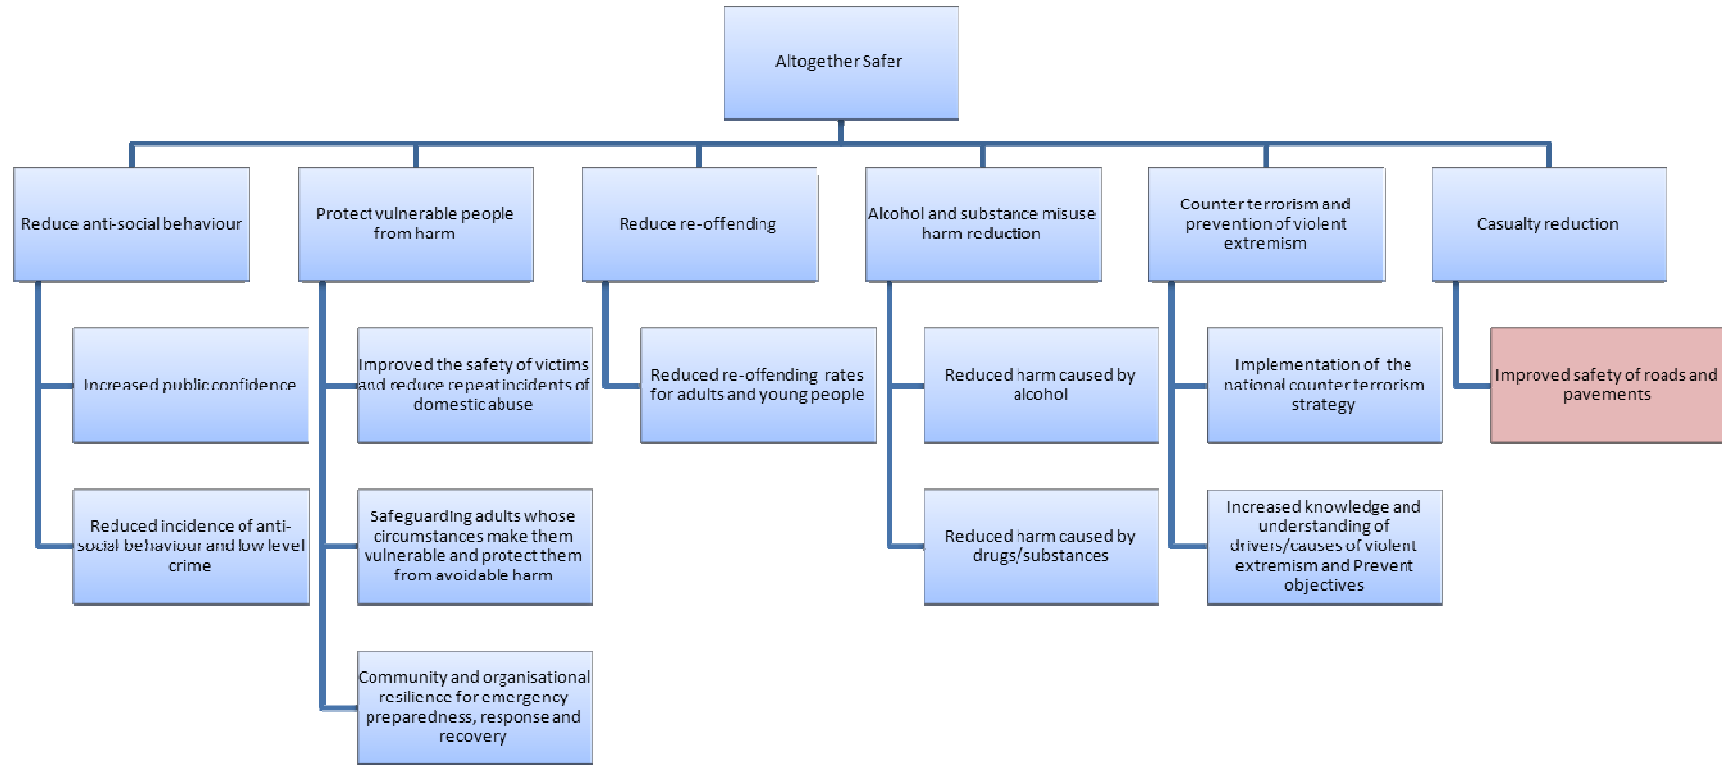 Altogether Safer
Reduce anti-social behaviour
Protect vulnerable people
from harm
Reduce re-offending
Alcohol and substance misuse
harm reduction
Counter terrorism and
prevention of violent
extremism
Casualty reduction
Increased public confidence
Improved the safety of victims
and reduce repeat incidents of
domestic abuse
Reduced re-offending rates
for adults and young people
Reduced harm caused by
alcohol
Implementation of the
national counter terrorism
strategy
Improved safety of roads and
pavements
Reduced incidence of anti-
social behaviour and low level
crime
Safeguarding adults whose
circumstances make them
vulnerable and protect them
from avoidable harm
Reduced harm caused by
drugs/substances
Increased knowledge and
understanding of
drivers/causes of violent
extremism and Prevent
objectives
Community and organisational
resilience for emergency
preparedness, response and
recovery